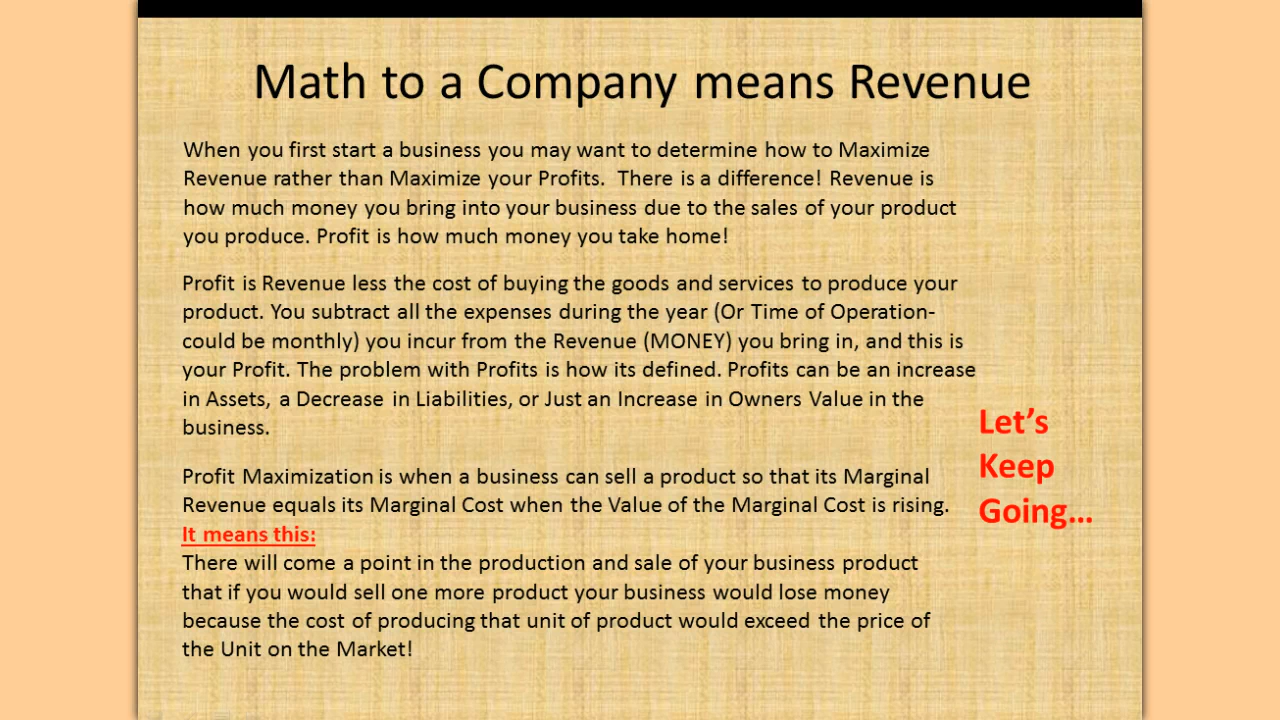 Math to a Company means Revenue
When you first start a business you may want to determine how to Maximize
Revenue rather than Maximize your Profits.  There is a difference! Revenue is
how much money you bring into your business due to the sales of your product
you produce. Profit is how much money you take home!
Profit is Revenue less the cost of buying the goods and services to produce your
product. You subtract all the expenses during the year (Or Time of Operation-
could be monthly) you incur from the Revenue (MONEY) you bring in, and this is
your Profit. The problem with Profits is how its defined. Profits can be an increase
in Assets, a Decrease in Liabilities, or Just an Increase in Owners Value in the
business.
Profit Maximization is when a business can sell a product so that its Marginal
Revenue equals its Marginal Cost when the Value of the Marginal Cost is rising.
It means this:
There will come a point in the production and sale of your business product
that if you would sell one more product your business would lose money
because the cost of producing that unit of product would exceed the price of
the Unit on the Market!
Let’s
Keep
Going…